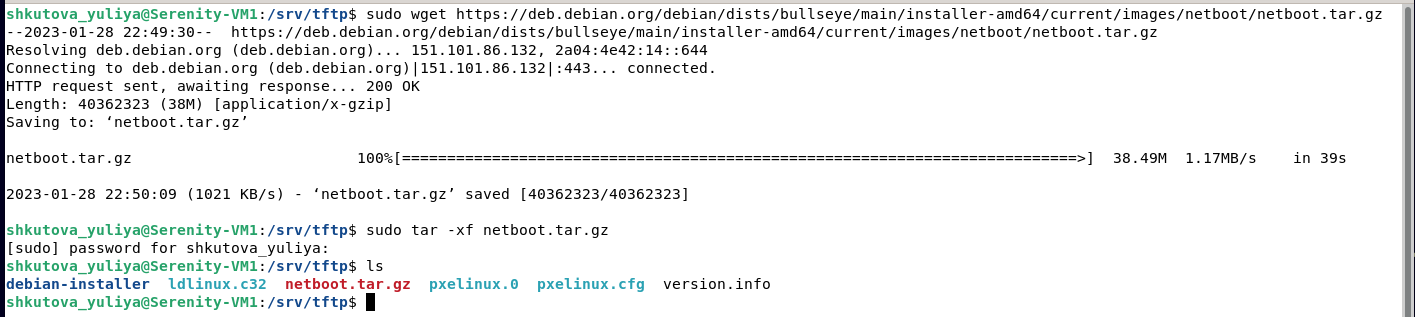 shkutova_yuliya@Serenity-VM1:/srv/tftp$ sudo wget https://deb.debian.org/debian/dists/bullseye/main/installer-amd64/current/images/netboot/netboot.tar.gz
--2023-01-28 22:49:30--  https://deb.debian.org/debian/dists/bullseye/main/installer-amd64/current/images/netboot/netboot.tar.gz
Resolving deb.debian.org (deb.debian.org)... 151.101.86.132, 2a04:4e42:14::644
Connecting to deb.debian.org (deb.debian.org)|151.101.86.132|:443... connected.
HTTP request sent, awaiting response... 200 OK
Length: 40362323 (38M) [application/x-gzip]
Saving to: ‘netboot.tar.gz’
netboot.tar.gz                         100%[===========================================================================>]  38.49M  1.17MB/s    in 39s
2023-01-28 22:50:09 (1021 KB/s) - ‘netboot.tar.gz’ saved [40362323/40362323]
shkutova_yuliya@Serenity-VM1:/srv/tftp$ sudo tar -xf netboot.tar.gz
[sudo] password for shkutova_yuliya:
shkutova_yuliya@Serenity-VM1:/srv/tftp$ ls
debian-installer  ldlinux.c32  netboot.tar.gz  pxelinux.0  pxelinux.cfg  version.info
shkutova_yuliya@Serenity-VM1:/srv/tftp$